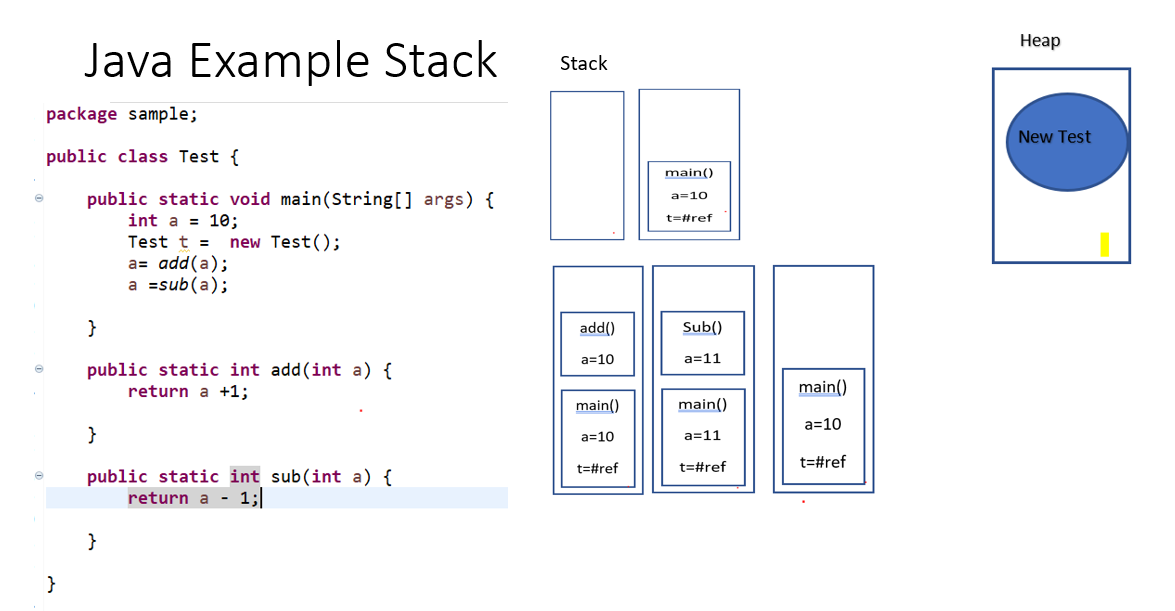 Java Example Stack
package sample;
public class Test {
public static void main(String[] args) {
int a = 10;
Test t =  new Test();
a= add(a);
a =sub(a);
}
public static int add(int a) {
return a +1;
}
public static int sub(int a) {
return a - 1;
}
}
Stack
main()
a=10
t=#ref
add()
a=10
main()
a=10
t=#ref
Sub()
a=11
main()
a=11
t=#ref
main()
a=10
t=#ref
Heap
New Test